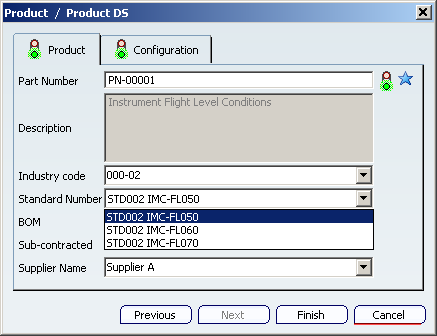 Product / Product DS
Product
Configuration
Part Number
PN-00001
Description
Instrument Flight Level Conditions
Industry code
000-02
Standard Number
STD002 IMC-FL050
BOM
STD002 IMC-FL050
STD002 IMC-FL060
Sub-contracted
STD002 IMC-FL070
Supplier Name
Supplier A
Previous
Next
Finish
Cancel